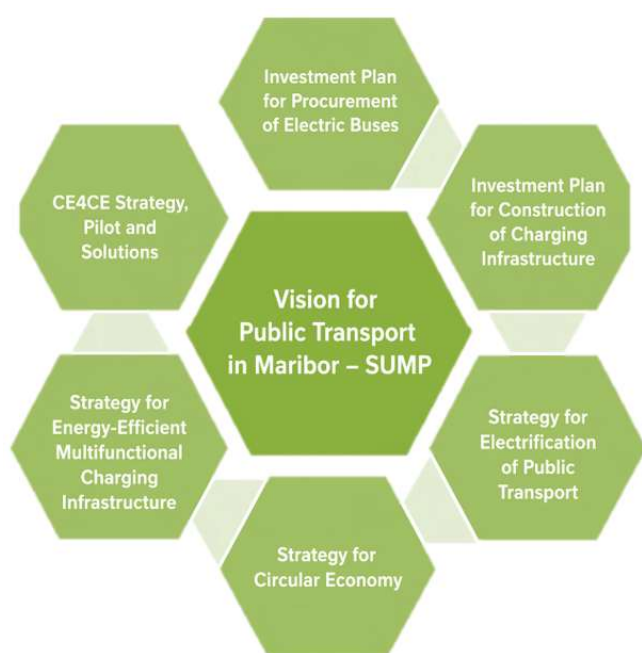 Investment Plan
for Procurement
of Electric Buses
CE4CE Strategy,
Pilot and
Solutions
Investment Plan
for Construction
of Charging
Infrastructure
Vision for
Public Transport
in Maribor – SUMP
Strategy for
Energy-Efficient
Multifunctional
Charging
Infrastructure
Strategy for
Electrification
of Public
Transport
Strategy for
Circular Economy